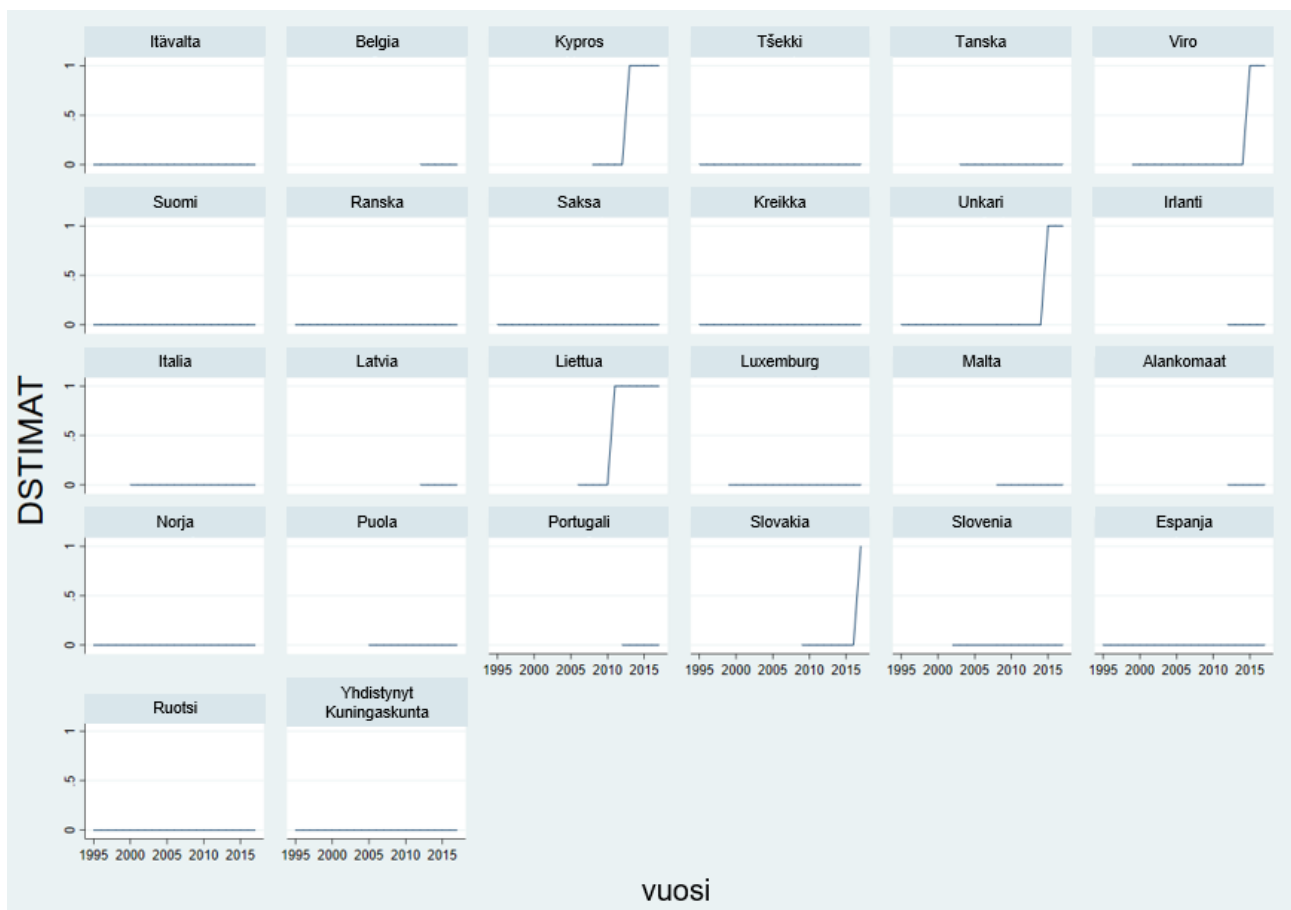 Itävalta Belgia Kypros Tšekki Tanska Viro
0 .5 1
Suomi Ranska Saksa Kreikka Unkari Irlanti
0 .5 1
Italia Latvia Liettua Luxemburg Malta Alankomaat
0 .5 1
DSTIMAT
Norja Puola Portugali Slovakia Slovenia Espanja
0 .5 1
1995 2000 2005 2010 2015 1995 2000 2005 2010 2015 1995 2000 2005 2010 2015 1995 2000 2005 2010 2015
Ruotsi Yhdistynyt
Kuningaskunta
0 .5 1
1995 2000 2005 2010 2015 1995 2000 2005 2010 2015
vuosi